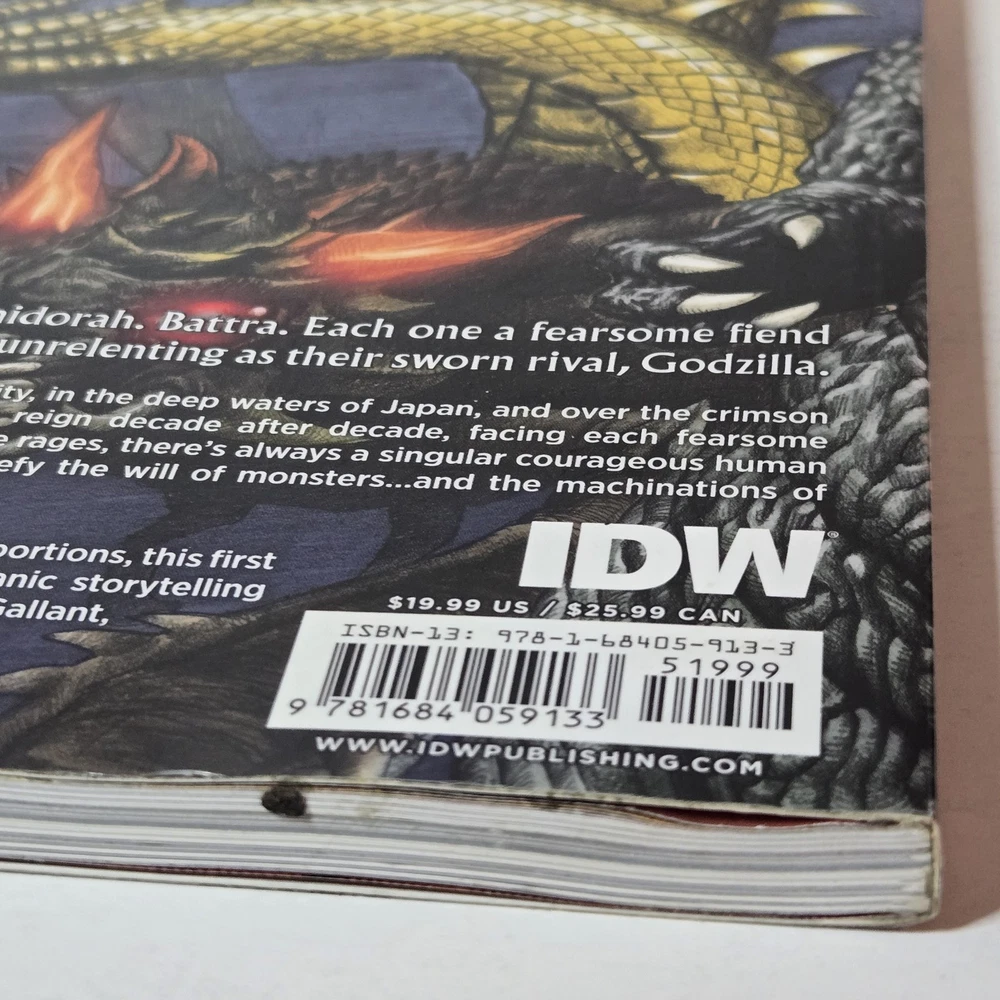 idorah. Battra. Each one a fearsome fiend
unrelenting as their sworn rival, Godzilla.
ity, in the deep waters of Japan, and over the crimson
reign decade after decade, facing each fearsome
e rages, there's always a singular courageous human
efy the will of monsters...and the machinations of
portions, this first
anic storytelling
Gallant,
IDW®
$19.99 US / $25.99 CAN
ISBN-13: 978-1-68405-913-3
51999
9 781684 059133
WWW.IDWPUBLISHING.COM